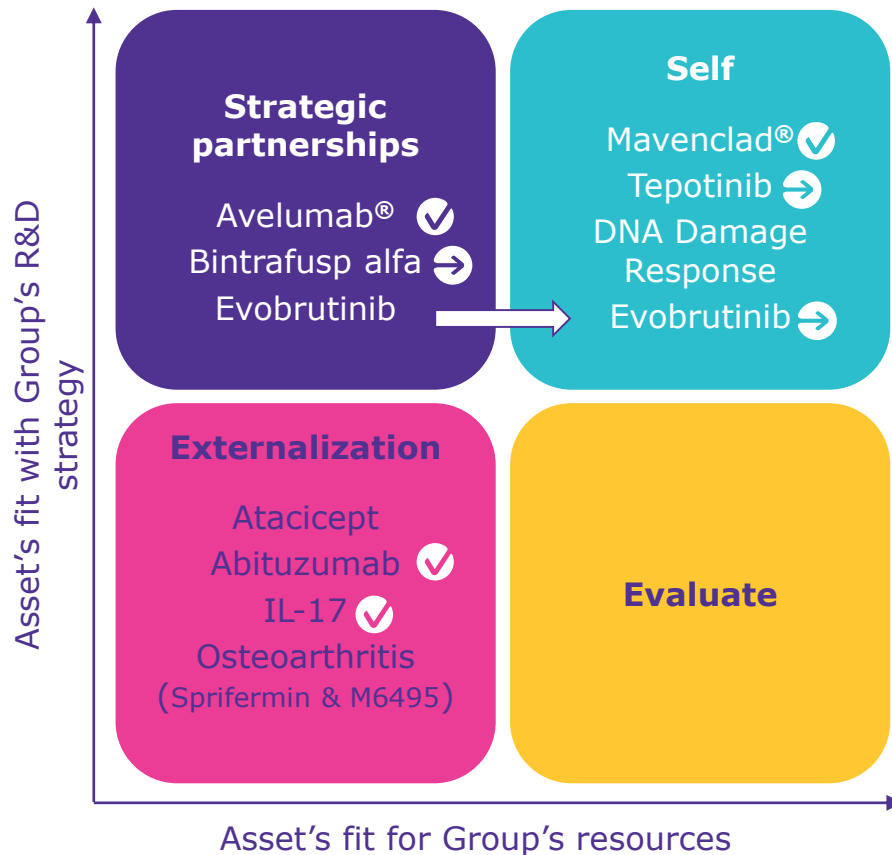 Asset's fit with Group's R&D
strategy
Strategic
partnerships
Avelumab®
Bintrafusp alfa
Evobrutinib
Self
Mavenclad®
Tepotinib
DNA Damage
Response
Evobrutinib
Externalization
Atacicept
Abituzumab
IL-17
Osteoarthritis
(Sprifermin & M6495)
Evaluate
Asset's fit for Group's resources